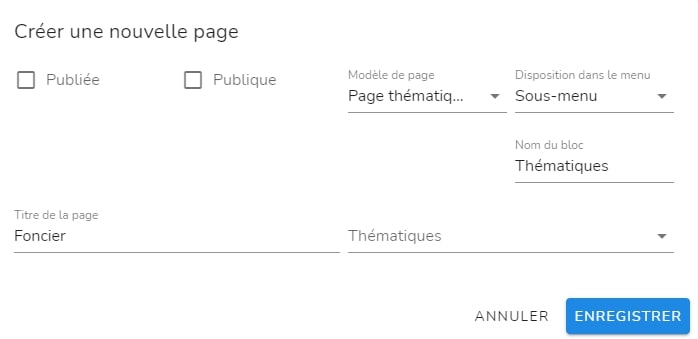 Créer une nouvelle page
Publiée
Publique
Modèle de page
Page thématiq...
Disposition dans le menu
Sous-menu
Nom du bloc
Thématiques
Titre de la page
Foncier
Thématiques
ANNULER
ENREGISTRER